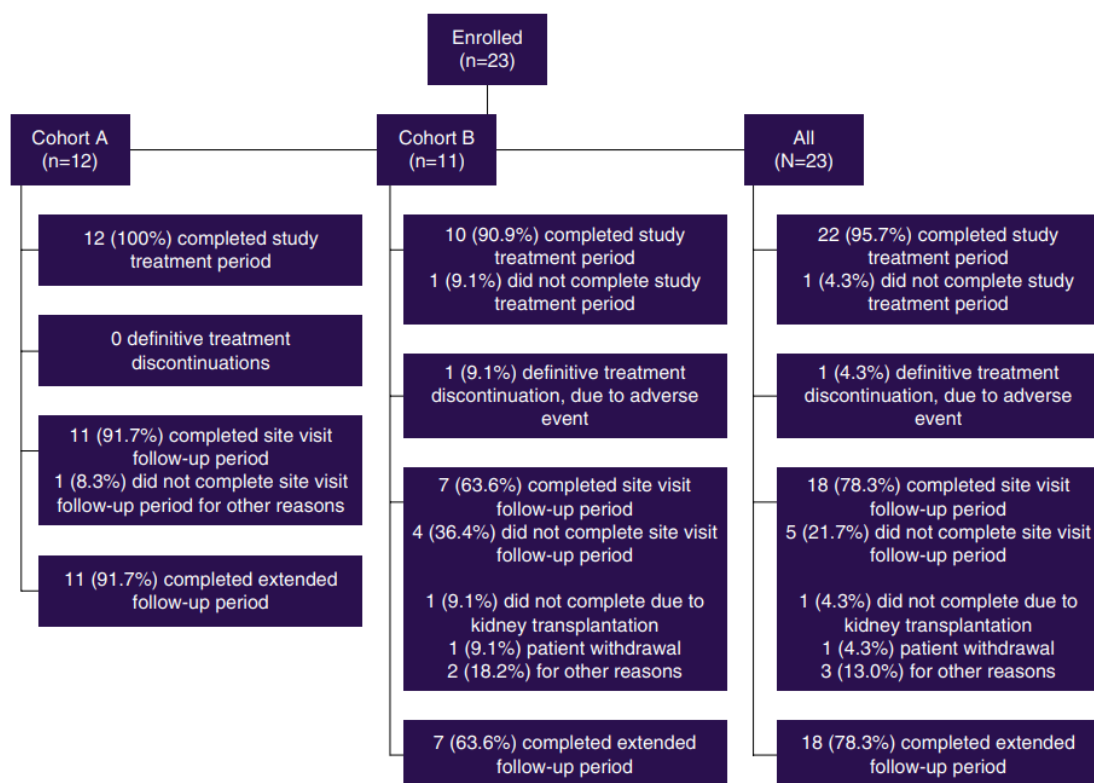 Enrolled
(n=23)
Cohort A
(n=12)
Cohort B
(n=11)
All
(N=23)
12 (100%) completed study
treatment period
0 definitive treatment
discontinuations
11 (91.7%) completed site visit
follow-up period
1 (8.3%) did not complete site visit
follow-up period for other reasons
11 (91.7%) completed extended
follow-up period
10 (90.9%) completed study
treatment period
1 (9.1%) did not complete study
treatment period
1 (9.1%) definitive treatment
discontinuation, due to adverse
event
7 (63.6%) completed site visit
follow-up period
4 (36.4%) did not complete site visit
follow-up period
1 (9.1%) did not complete due to
kidney transplantation
1 (9.1%) patient withdrawal
2 (18.2%) for other reasons
7 (63.6%) completed extended
follow-up period
22 (95.7%) completed study
treatment period
1 (4.3%) did not complete study
treatment period
1 (4.3%) definitive treatment
discontinuation, due to adverse
event
18 (78.3%) completed site visit
follow-up period
5 (21.7%) did not complete site visit
follow-up period
1 (4.3%) did not complete due to
kidney transplantation
1 (4.3%) patient withdrawal
3 (13.0%) for other reasons
18 (78.3%) completed extended
follow-up period